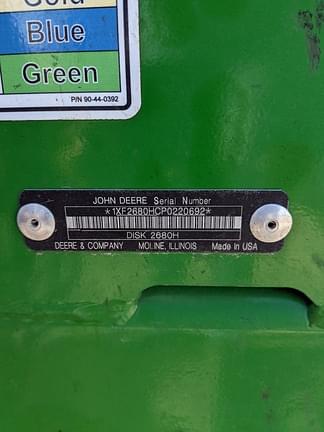 Gold
Blue
Green
P/N 90-44-0392
JOHN DEERE Serial Number
*1XF2680HCP0220692*
DISK 2680H
DEERE & COMPANY MOLINE, ILLINOIS Made In USA